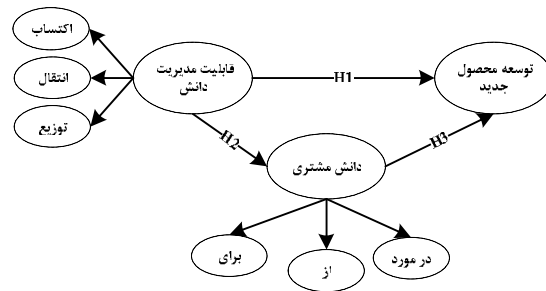 اکتساب
انتقال
توزیع
قابلیت مدیریت
دانش
H1
توسعه محصول
جدید
H2
H3
دانش مشتری
برای
از
در مورد